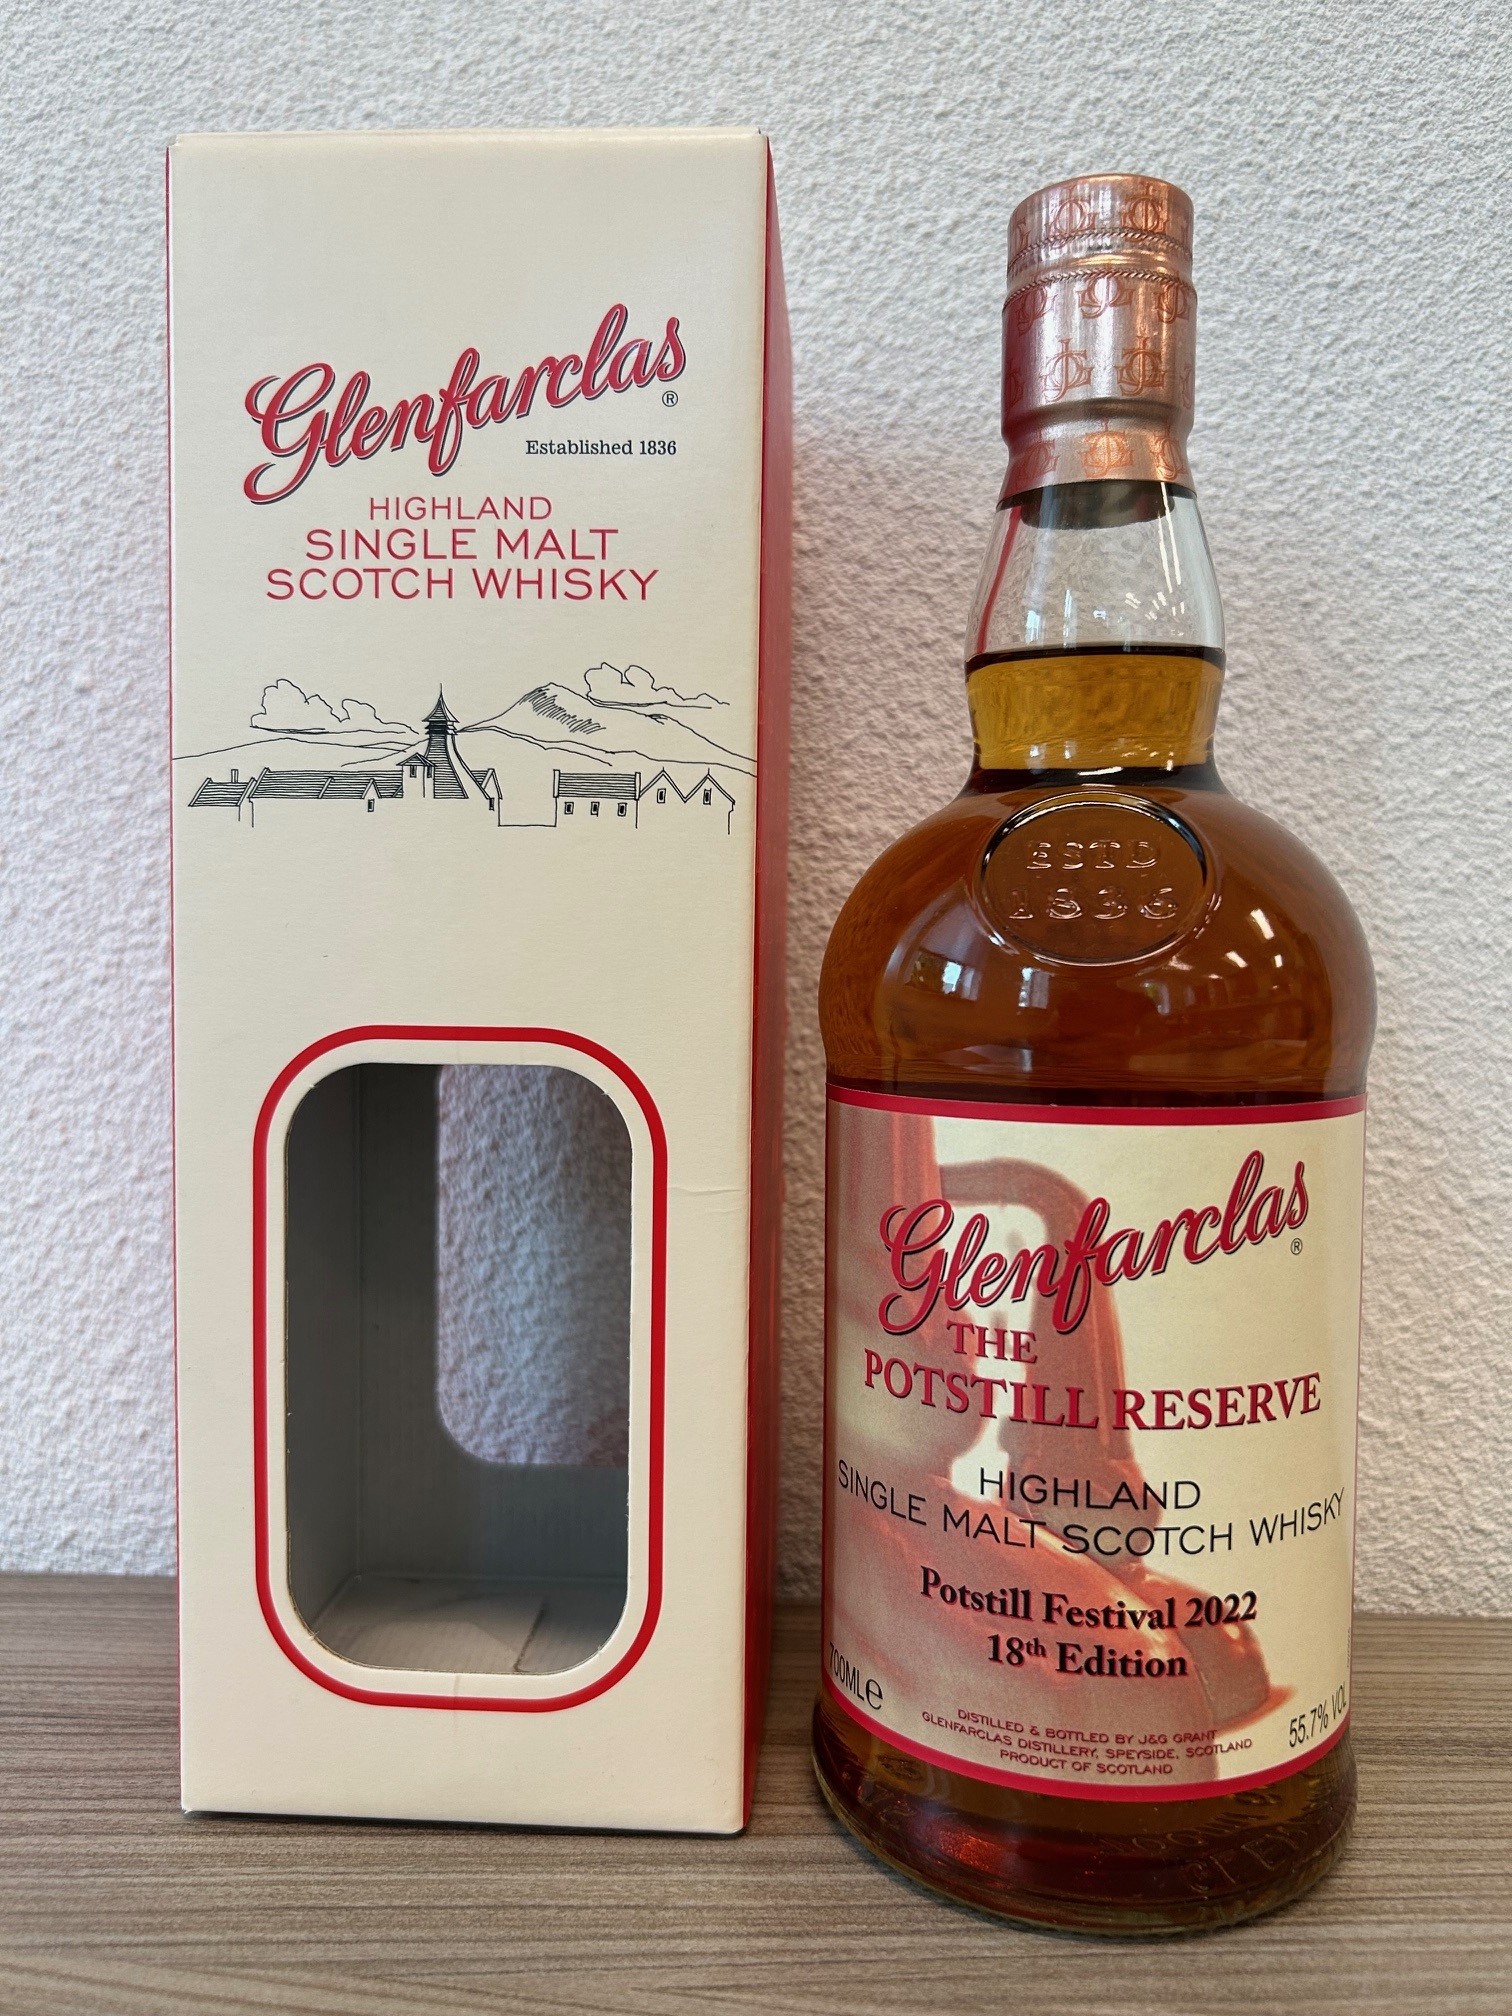 Glenfarclas®
Established 1836
HIGHLAND
SINGLE MALT
SCOTCH WHISKY
ESTD
1836
Glenfarclas®
THE
POTSTILL RESERVE
HIGHLAND
SINGLE MALT SCOTCH WHISKY
Potstill Festival 2022
18th Edition
700ML℮
55.7% VOL
DISTILLED & BOTTLED BY J&G GRANT
GLENFARCLAS DISTILLERY, SPEYSIDE, SCOTLAND
PRODUCT OF SCOTLAND